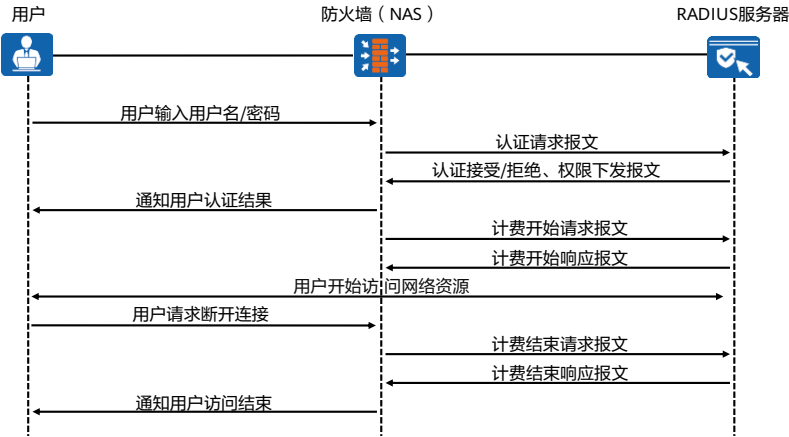 用户
防火墙（NAS）
RADIUS服务器
用户输入用户名/密码
认证请求报文
认证接受/拒绝、权限下发报文
通知用户认证结果
计费开始请求报文
计费开始响应报文
用户开始访问网络资源
用户请求断开连接
计费结束请求报文
计费结束响应报文
通知用户访问结束